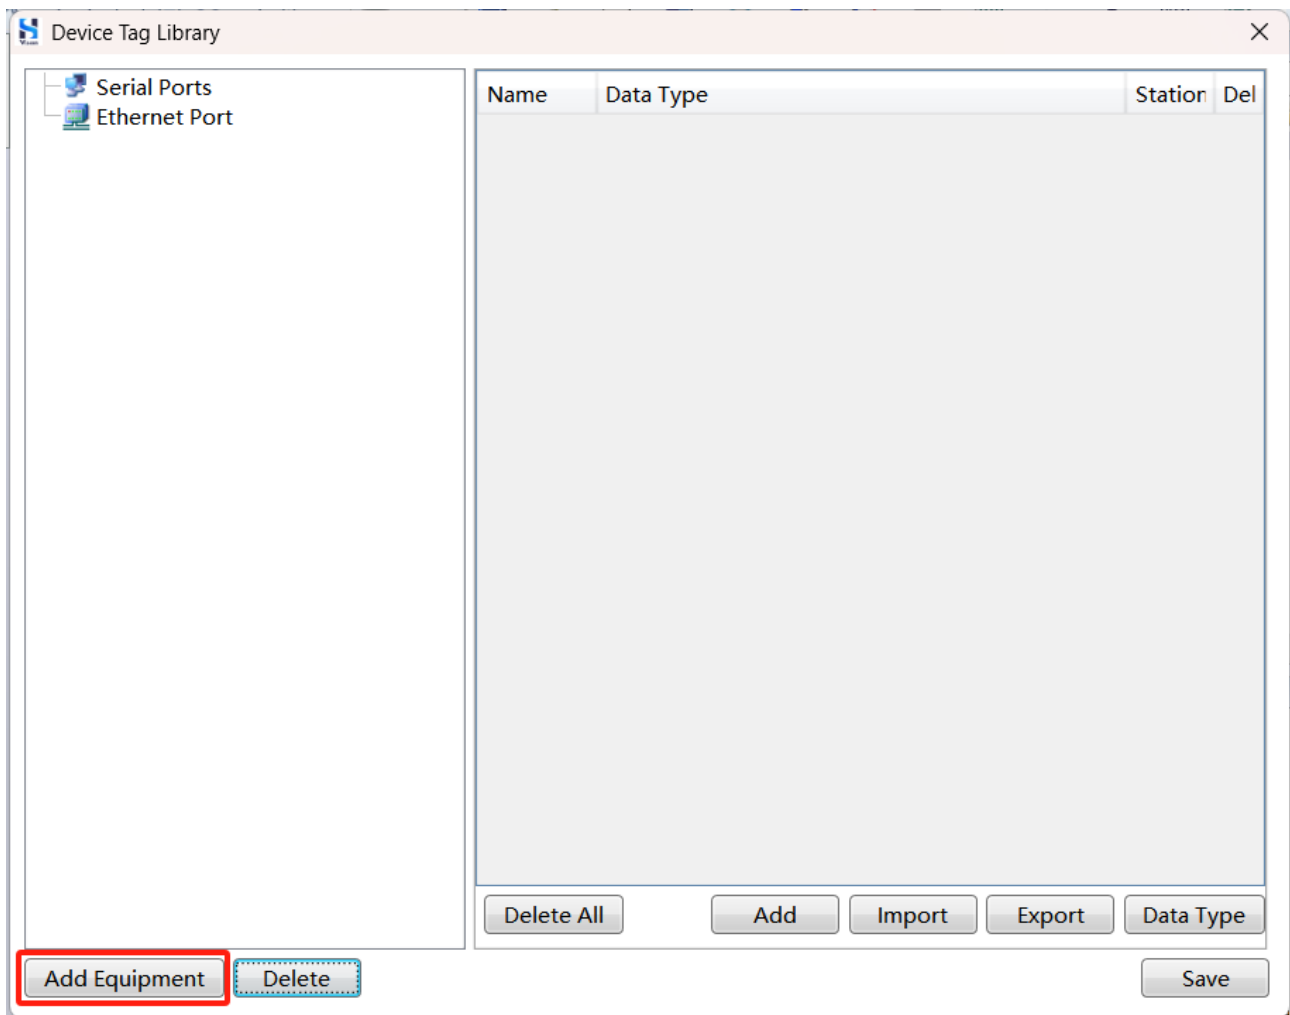 Device Tag Library
Serial Ports
Ethernet Port
Name Data Type Station Del
Delete All Add Import Export Data Type
Add Equipment Delete Save